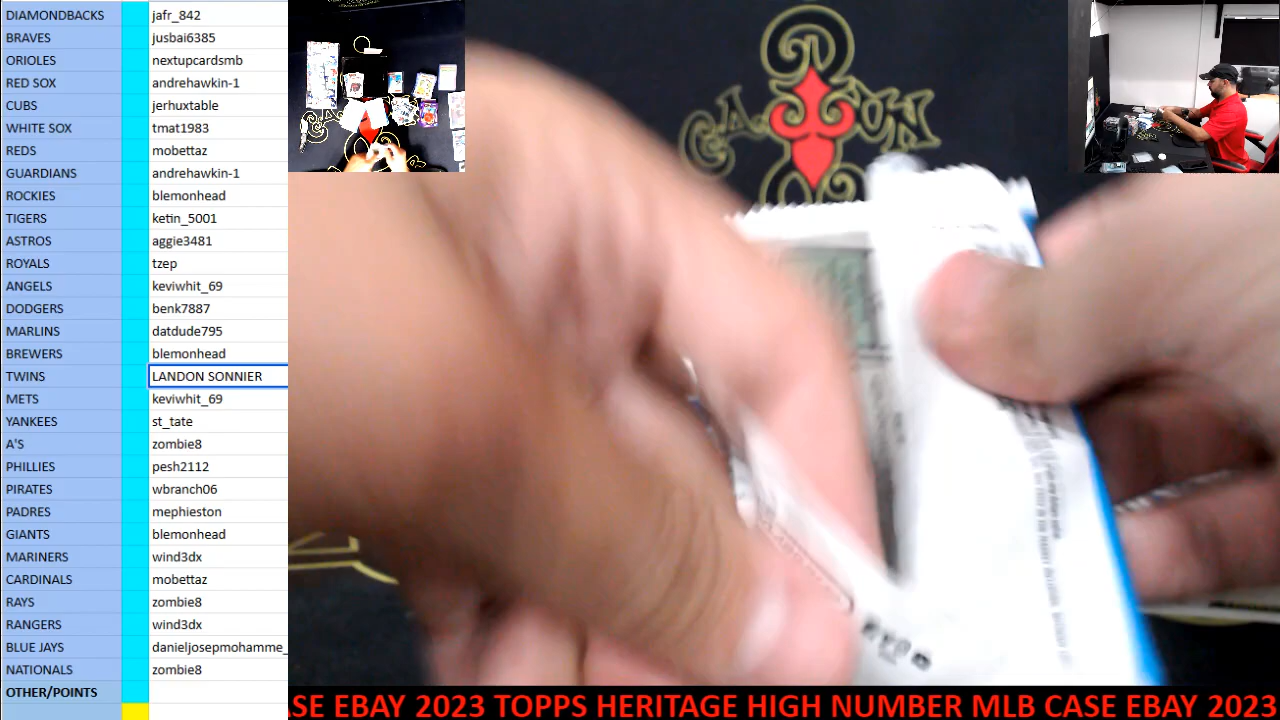 DIAMONDBACKS jafr_842
BRAVES jusbai6385
ORIOLES nextupcardsmb
RED SOX andrehawkin-1
CUBS jerhuxtable
WHITE SOX tmat1983
REDS mobettaz
GUARDIANS andrehawkin-1
ROCKIES blemonhead
TIGERS ketin_5001
ASTROS aggie3481
ROYALS tzep
ANGELS keviwhit_69
DODGERS benk7887
MARLINS datdude795
BREWERS blemonhead
TWINS LANDON SONNIER
METS keviwhit_69
YANKEES st_tate
A'S zombie8
PHILLIES pesh2112
PIRATES wbranch06
PADRES mephieston
GIANTS blemonhead
MARINERS wind3dx
CARDINALS mobettaz
RAYS zombie8
RANGERS wind3dx
BLUE JAYS danieljosepmohamme_
NATIONALS zombie8
OTHER/POINTS
SE EBAY 2023 TOPPS HERITAGE HIGH NUMBER MLB CASE EBAY 2023